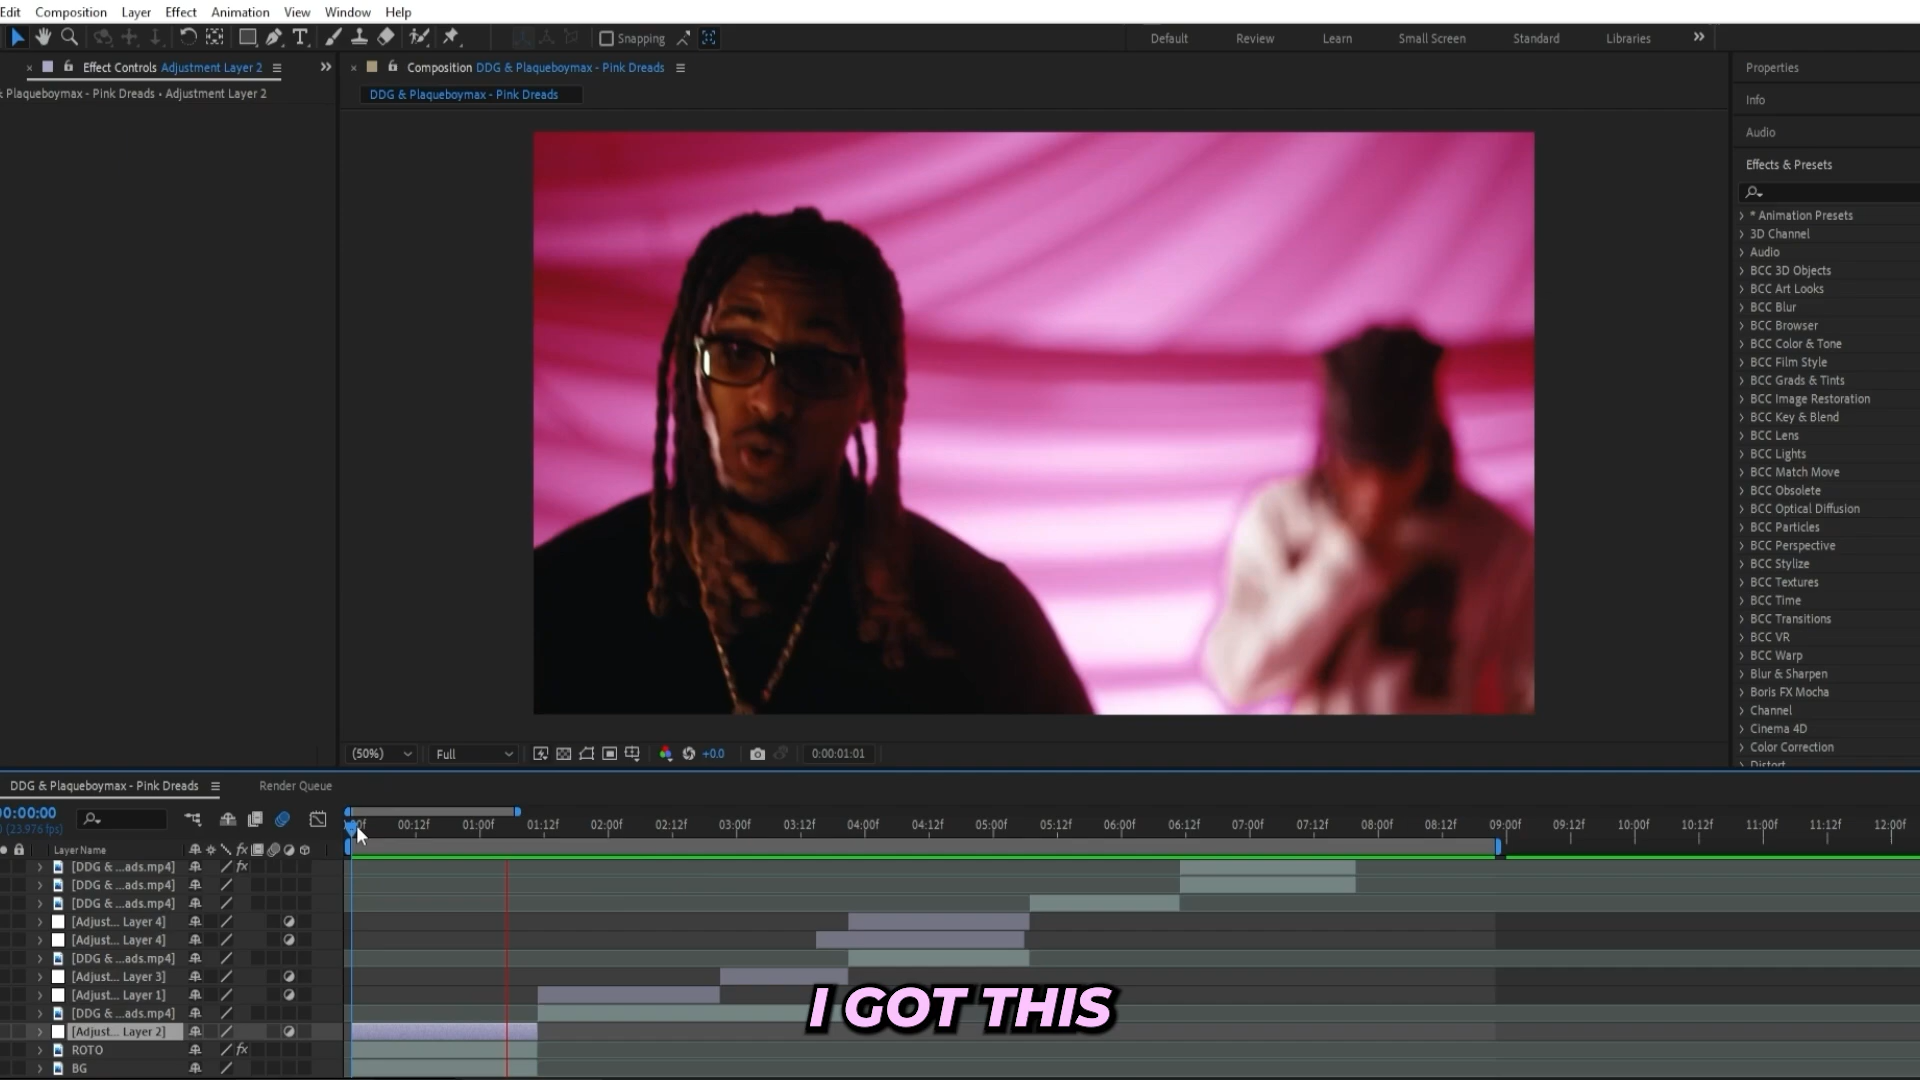 Edit Composition Layer Effect Animation View Window Help
Snapping
Default Review Learn Small Screen Standard Libraries
Effect Controls Adjustment Layer 2
Composition DDG & Plaqueboymax - Pink Dreads
Properties
& Plaqueboymax - Pink Dreads • Adjustment Layer 2
DDG & Plaqueboymax - Pink Dreads
Info
Audio
Effects & Presets
* Animation Presets
3D Channel
Audio
BCC 3D Objects
BCC Art Looks
BCC Blur
BCC Browser
BCC Color & Tone
BCC Film Style
BCC Grads & Tints
BCC Image Restoration
BCC Key & Blend
BCC Lens
BCC Lights
BCC Match Move
BCC Obsolete
BCC Optical Diffusion
BCC Particles
BCC Perspective
BCC Stylize
BCC Textures
BCC Time
BCC Transitions
BCC VR
BCC Warp
Blur & Sharpen
Boris FX Mocha
Channel
Cinema 4D
Color Correction
Distort
(50%) Full +0.0 0:00:01:01
DDG & Plaqueboymax - Pink Dreads Render Queue
00:00:00
(23.976 fps)
00:12f 01:00f 01:12f 02:00f 02:12f 03:00f 03:12f 04:00f 04:12f 05:00f 05:12f 06:00f 06:12f 07:00f 07:12f 08:00f 08:12f 09:00f 09:12f 10:00f 10:12f 11:00f 11:12f 12:00f
Layer Name
[DDG & ...ads.mp4]
[DDG & ...ads.mp4]
[DDG & ...ads.mp4]
[Adjust... Layer 4]
[Adjust... Layer 4]
[DDG & ...ads.mp4]
[Adjust... Layer 3]
[Adjust... Layer 1]
[DDG & ...ads.mp4]
[Adjust... Layer 2]
ROTO
BG
I GOT THIS